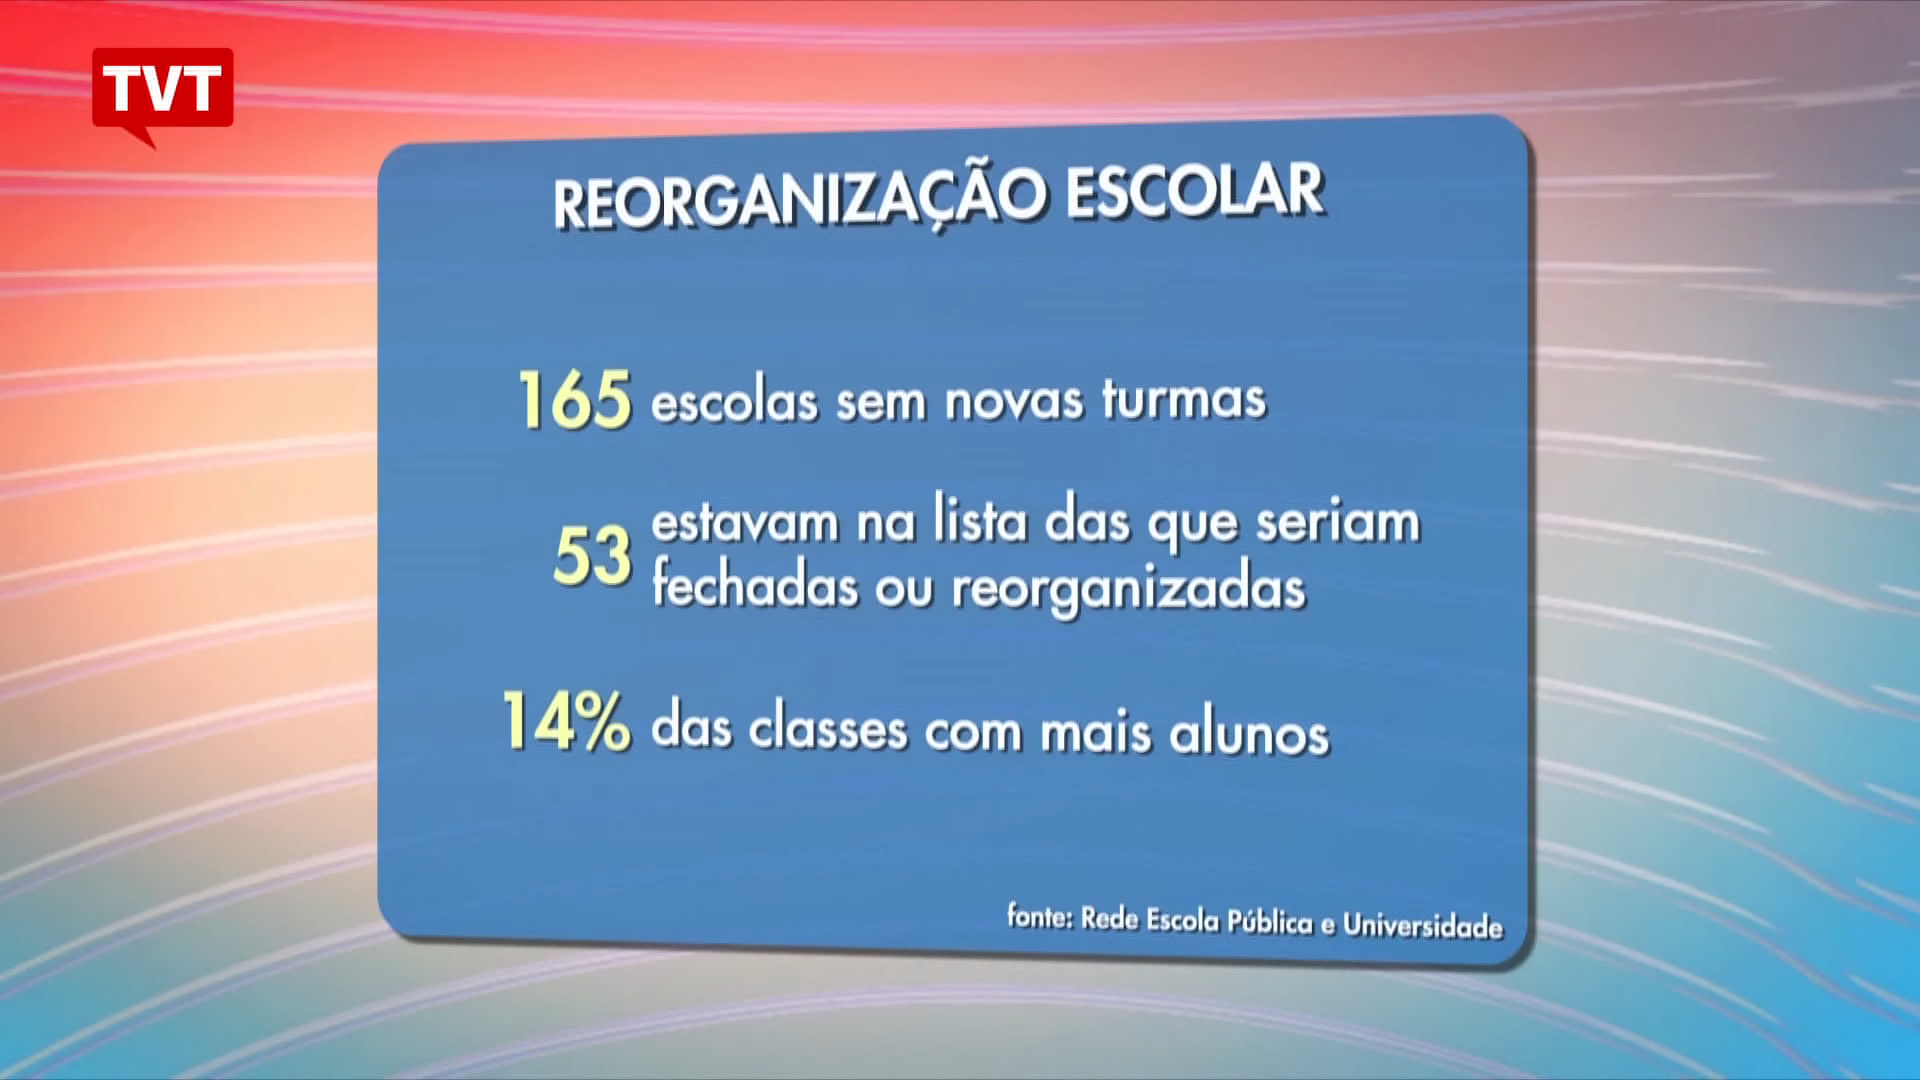 TVT
REORGANIZAÇÃO ESCOLAR
165 escolas sem novas turmas
53 estavam na lista das que seriam
fechadas ou reorganizadas
14% das classes com mais alunos
fonte: Rede Escola Pública e Universidade